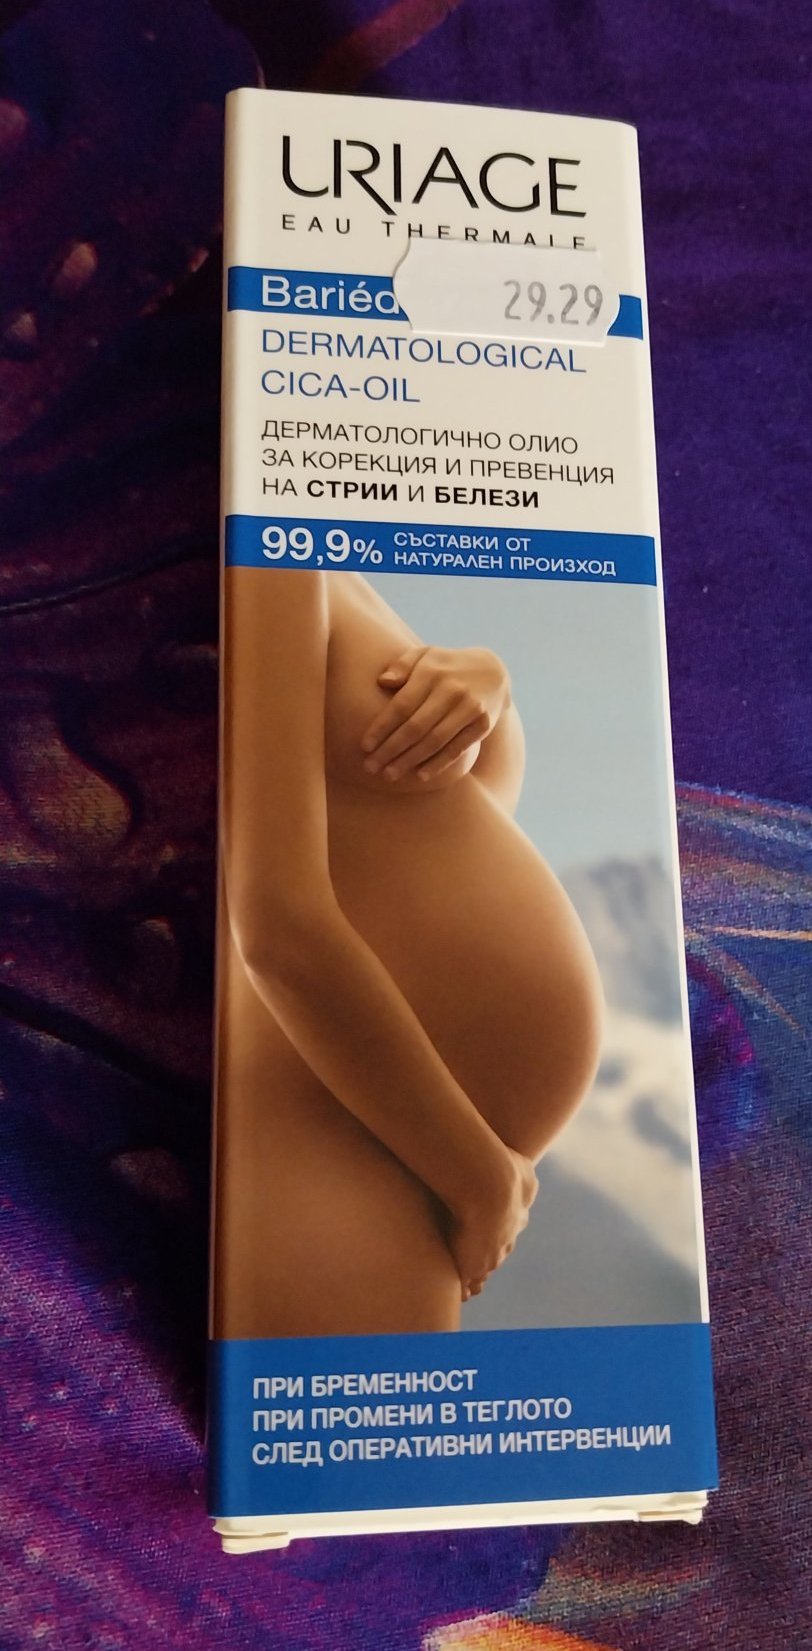 URIAGE
EAU THERMALE
Bariéd
29.29
DERMATOLOGICAL
CICA-OIL
ДЕРМАТОЛОГИЧНО ОЛИО
ЗА КОРЕКЦИЯ И ПРЕВЕНЦИЯ
НА СТРИИ И БЕЛЕЗИ
99,9% СЪСТАВКИ ОТ
НАТУРАЛЕН ПРОИЗХОД
ПРИ БРЕМЕННОСТ
ПРИ ПРОМЕНИ В ТЕГЛОТО
СЛЕД ОПЕРАТИВНИ ИНТЕРВЕНЦИИ